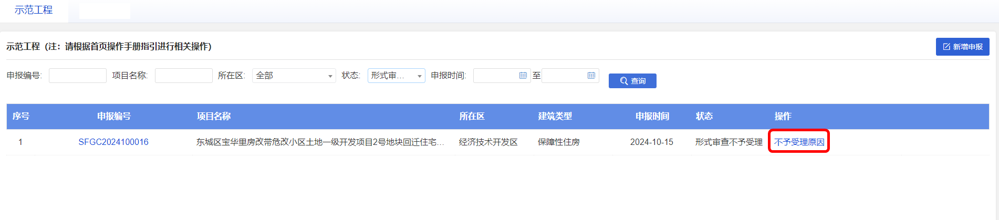 示范工程
示范工程（注：请根据首页操作手册指引进行相关操作） 新增申报
申报编号: 项目名称: 所在区: 全部 状态: 形式审... 申报时间: 至 查询
序号 申报编号 项目名称 所在区 建筑类型 申报时间 状态 操作
1 SFGC2024100016 东城区宝华里房改带危改小区土地一级开发项目2号地块回迁住宅... 经济技术开发区 保障性住房 2024-10-15 形式审查不予受理 不予受理原因